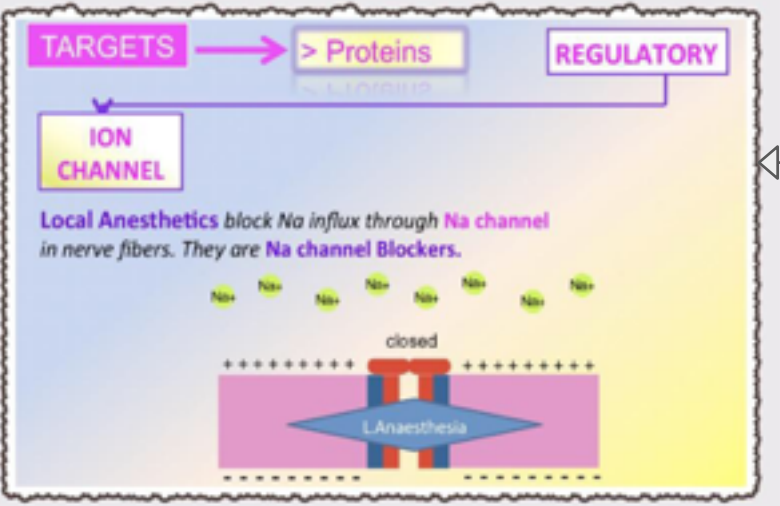 TARGETS
> Proteins
REGULATORY
ION
CHANNEL
Local Anesthetics block Na influx through Na channel
in nerve fibers. They are Na channel Blockers.
Na+ Na+ Na+ Na+ Na+ Na+ Na+ Na+
closed
+ + + + + + + + + + + + + + + + + +
L.Anaesthesia
- - - - - - - - - - - - - - - - - -